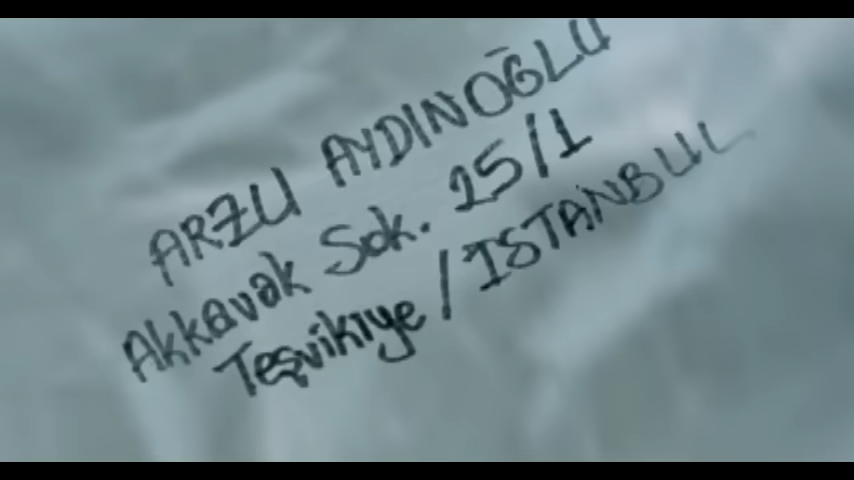 ARZU AYDINOĞLU
Akkavak Sok. 25/1
Teşvikiye / ISTANBUL